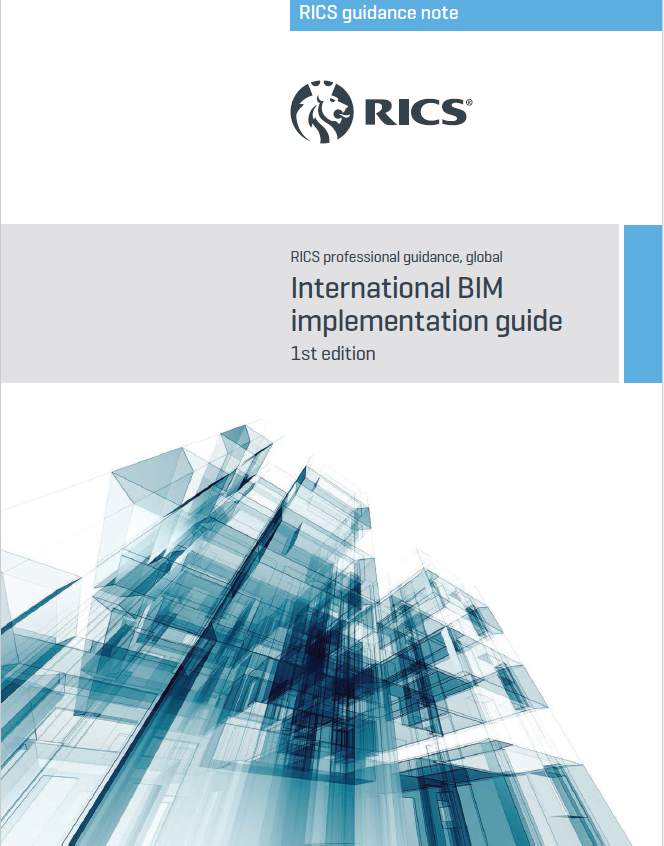 RICS guidance note
RICS®
RICS professional guidance, global
International BIM
implementation guide
1st edition